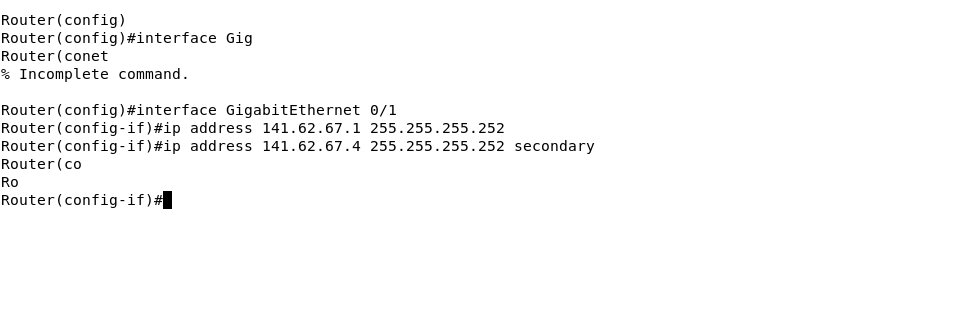 Router(config)
Router(config)#interface Gig
Router(conet
% Incomplete command.
Router(config)#interface GigabitEthernet 0/1
Router(config-if)#ip address 141.62.67.1 255.255.255.252
Router(config-if)#ip address 141.62.67.4 255.255.255.252 secondary
Router(co
Ro
Router(config-if)#